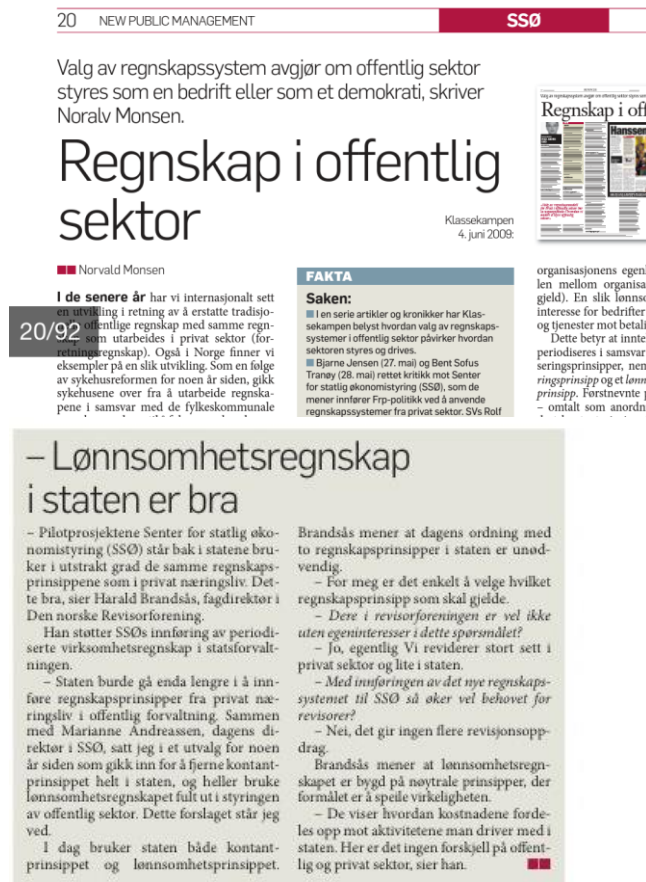 20 NEW PUBLIC MANAGEMENT
SSØ
Valg av regnskapssystem avgjør om offentlig sektor
styres som en bedrift eller som et demokrati, skriver
Noralv Monsen.
Regnskap i offentlig
sektor
Klassekampen
4. juni 2009:
Valg av regnskapssystem avgjør om offentlig sektor styres som
Regnskap i off
Hanssen
Norvald Monsen
I de senere år har vi internasjonalt sett
en utvikling i retning av å erstatte tradisjo-
offentlige regnskap med samme regn-
som utarbeides i privat sektor (for-
retningsregnskap). Også i Norge finner vi
eksempler på en slik utvikling. Som en følge
av sykehusreformen for noen år siden, gikk
sykehusene over fra å utarbeide regnska-
pene i samsvar med de fylkeskommunale
20/92
FAKTA
Saken:
I en serie artikler og kronikker har Klas-
sekampen belyst hvordan valg av regnskaps-
systemer i offentlig sektor påvirker hvordan
sektoren styres og drives.
Bjarne Jensen (27. mai) og Bent Sofus
Tranøy (28. mai) rettet kritikk mot Senter
for statlig økonomistyring (SSØ), som de
mener innfører Frp-politikk ved å anvende
regnskapssystemer fra privat sektor. SVs Rolf
organisasjonens egenk
len mellom organisa
gjeld). En slik lønnso
interesse for bedrifter
og tjenester mot betali
Dette betyr at innte
periodiseres i samsvar
seringsprinsipper, nem
ringsprinsipp og et lønn
prinsipp. Førstnevnte p
– omtalt som anordn
– Lønnsomhetsregnskap
i staten er bra
– Pilotprosjektene Senter for statlig øko-
nomistyring (SSØ) står bak i statene bru-
ker i utstrakt grad de samme regnskaps-
prinsippene som i privat næringsliv. Det-
te bra, sier Harald Brandsås, fagdirektør i
Den norske Revisorforening.
Han støtter SSØs innføring av periodi-
serte virksomhetsregnskap i statsforvalt-
ningen.
– Staten burde gå enda lengre i å inn-
føre regnskapsprinsipper fra privat næ-
ringsliv i offentlig forvaltning. Sammen
med Marianne Andreassen, dagens di-
rektør i SSØ, satt jeg i et utvalg for noen
år siden som gikk inn for å fjerne kontant-
prinsippet helt i staten, og heller bruke
lønnsomhetsregnskapet fult ut i styringen
av offentlig sektor. Dette forslaget står jeg
ved.
I dag bruker staten både kontant-
prinsippet og lønnsomhetsprinsippet.
Brandsås mener at dagens ordning med
to regnskapsprinsipper i staten er unød-
vendig.
– For meg er det enkelt å velge hvilket
regnskapsprinsipp som skal gjelde.
– Dere i revisorforeningen er vel ikke
uten egeninteresser i dette spørsmålet?
– Jo, egentlig Vi reviderer stort sett i
privat sektor og lite i staten.
– Med innføringen av det nye regnskaps-
systemet til SSØ så øker vel behovet for
revisorer?
– Nei, det gir ingen flere revisjonsopp-
drag.
Brandsås mener at lønnsomhetsregn-
skapet er bygd på nøytrale prinsipper, der
formålet er å speile virkeligheten.
– De viser hvordan kostnadene forde-
les opp mot aktivitetene man driver med i
staten. Her er det ingen forskjell på offent-
lig og privat sektor, sier han.